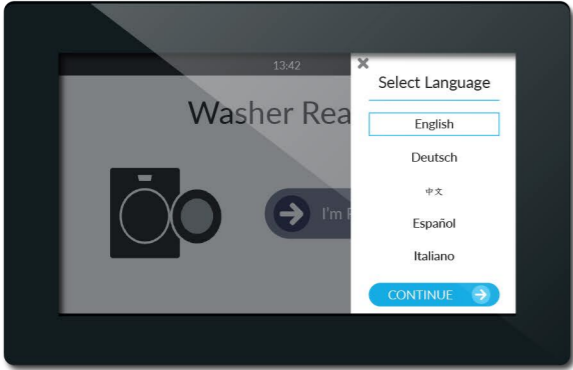 13:42
Washer Rea
I'm
Select Language
English
Deutsch
中文
Español
Italiano
CONTINUE